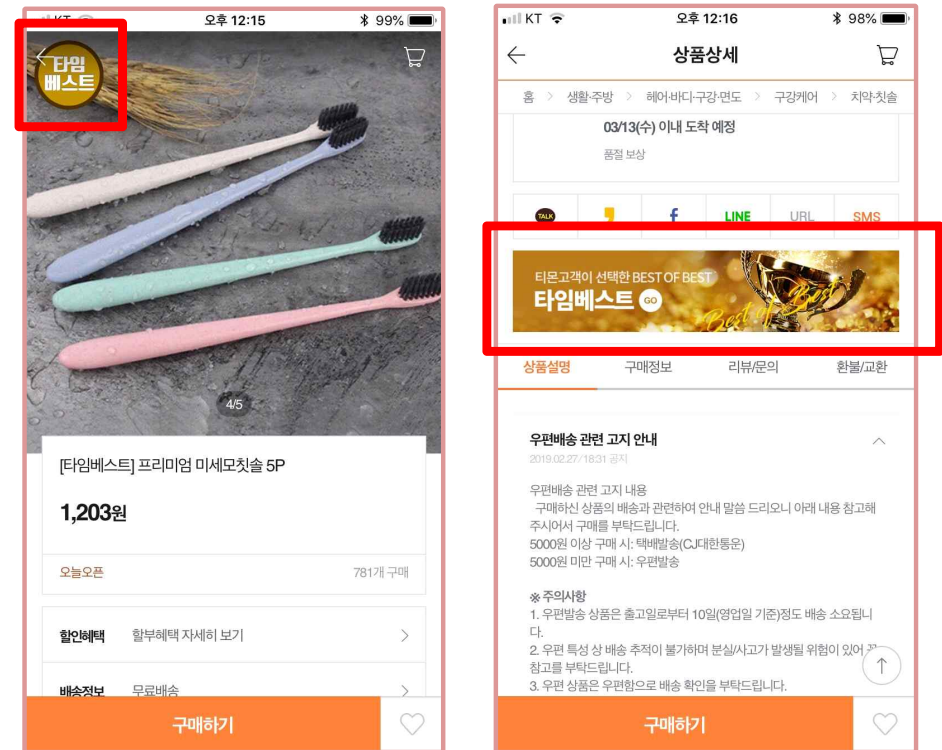 KT
오후 12:15
99%
타임
베스트
4/5
[타임베스트] 프리미엄 미세모칫솔 5P
1,203원
오늘오픈
781개 구매
할인혜택 할부혜택 자세히 보기
배송정보 무료배송
구매하기
KT
오후 12:16
98%
상품상세
홈 > 생활·주방 > 헤어·바디·구강·면도 > 구강케어 > 치약·칫솔
03/13(수) 이내 도착 예정
품절 보상
TALK
LINE
URL
SMS
티몬고객이 선택한 BEST OF BEST
타임베스트 GO
Best of Best
상품설명 구매정보 리뷰/문의 환불/교환
우편배송 관련 고지 안내
2019.02.27/18:31 공지
우편배송 관련 고지 내용
구매하신 상품의 배송과 관련하여 안내 말씀 드리오니 아래 내용 참고해
주시어서 구매를 부탁드립니다.
5000원 이상 구매 시: 택배발송(CJ대한통운)
5000원 미만 구매 시: 우편발송
※ 주의사항
1. 우편발송 상품은 출고일로부터 10일(영업일 기준)정도 배송 소요됩니
다.
2. 우편 특성 상 배송 추적이 불가하며 분실/사고가 발생될 위험이 있어
참고를 부탁드립니다.
3. 우편 상품은 우편함으로 배송 확인을 부탁드립니다.
구매하기